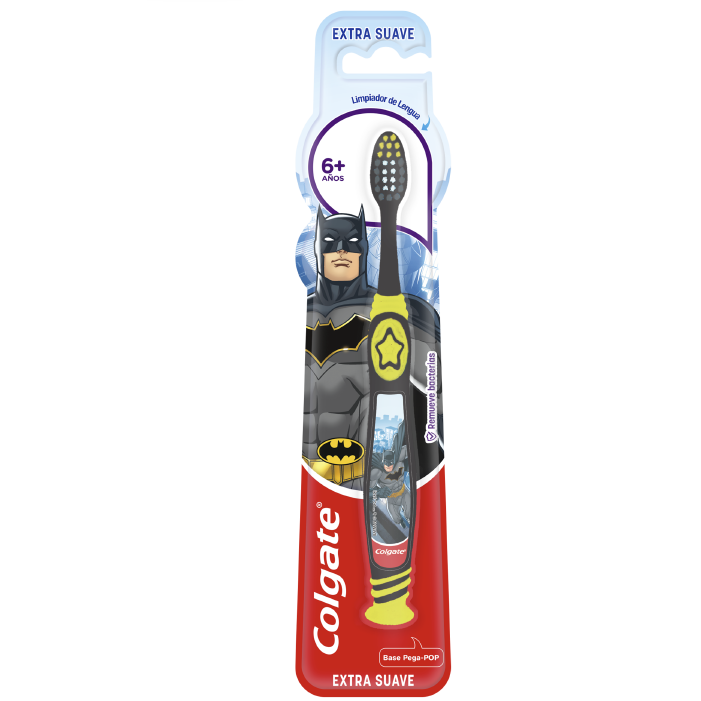 EXTRA SUAVE
Limpiador de Lengua
6+
AÑOS
Remueve bacterias
Colgate®
Colgate®
Base Pega-POP
EXTRA SUAVE